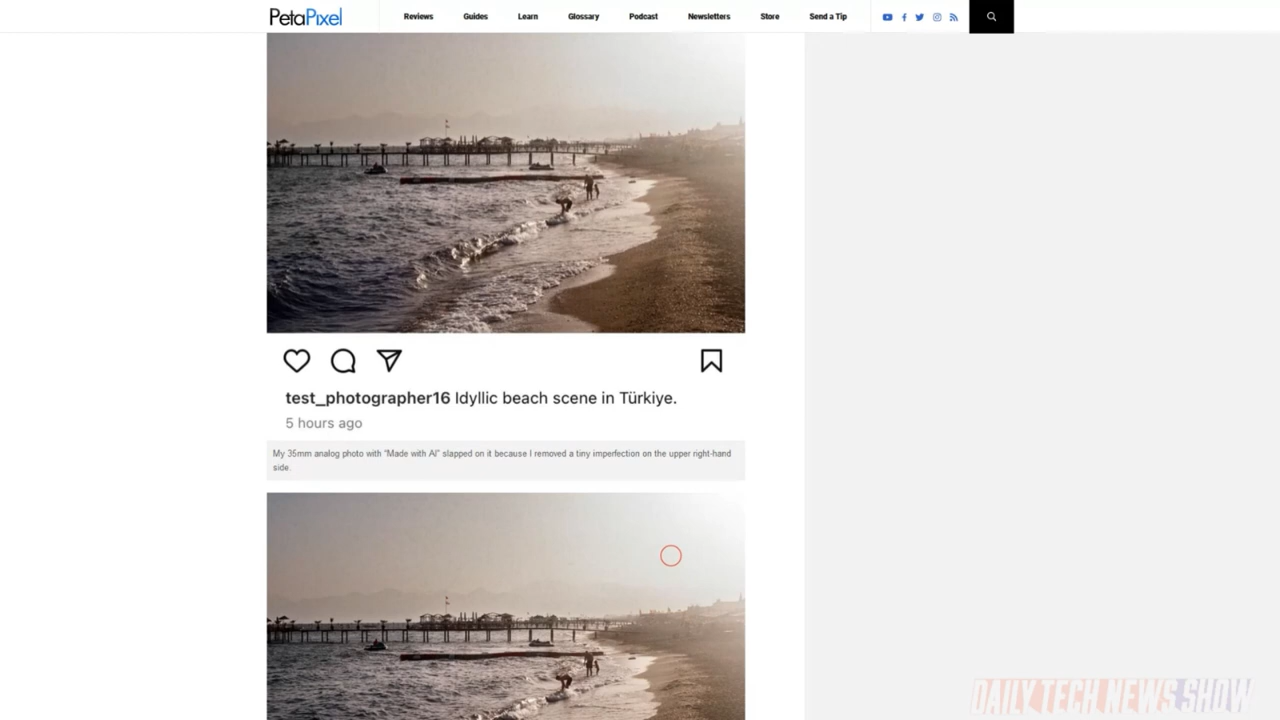 PetaPixel
Reviews Guides Learn Glossary Podcast Newsletters Store Send a Tip
test_photographer16 Idyllic beach scene in Türkiye.
5 hours ago
My 35mm analog photo with “Made with AI” slapped on it because I removed a tiny imperfection on the upper right-hand
side.
DAILY TECH NEWS SHOW